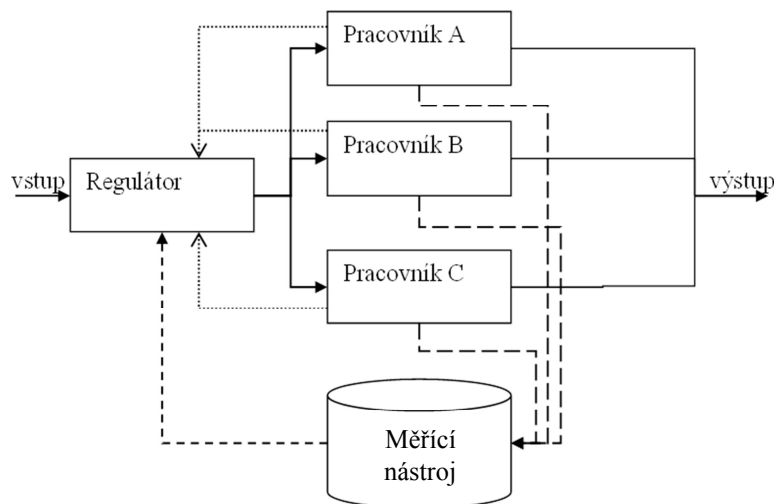 Pracovník A
Pracovník B
vstup
Regulátor
výstup
Pracovník C
Měřící
nástroj